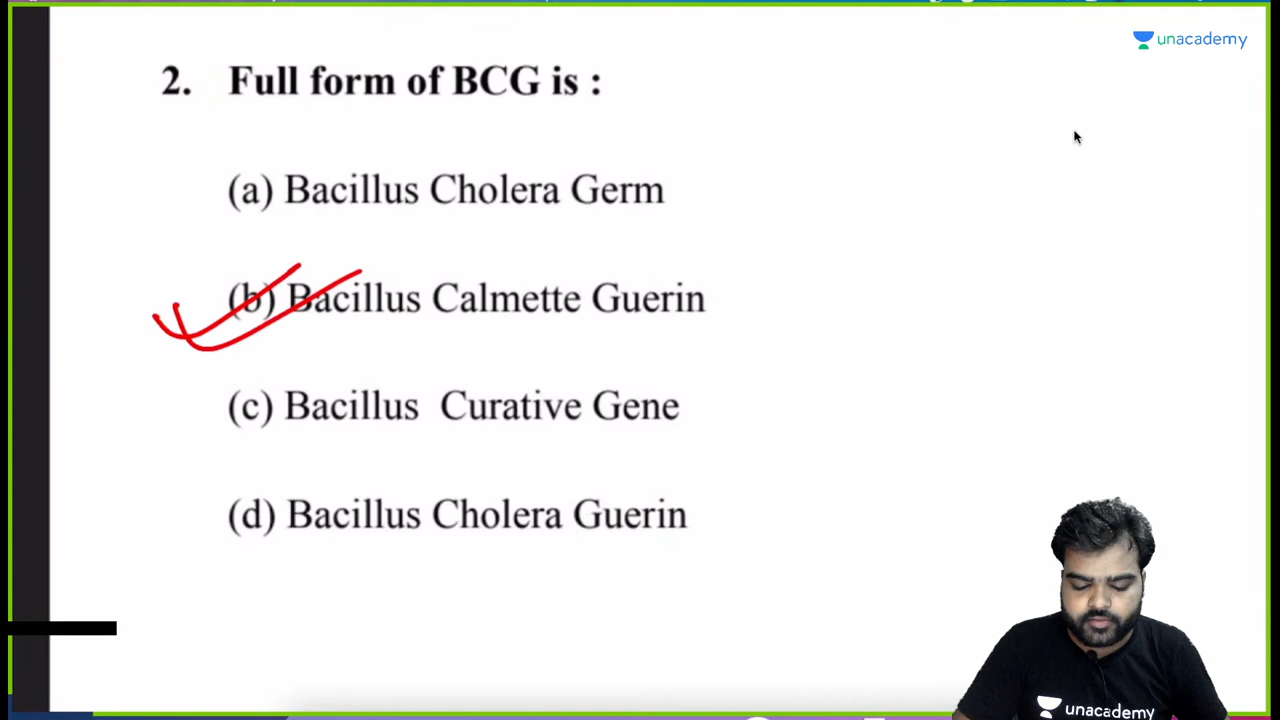 unacademy
2. Full form of BCG is :
(a) Bacillus Cholera Germ
(b) Bacillus Calmette Guerin
(c) Bacillus Curative Gene
(d) Bacillus Cholera Guerin
unacademy